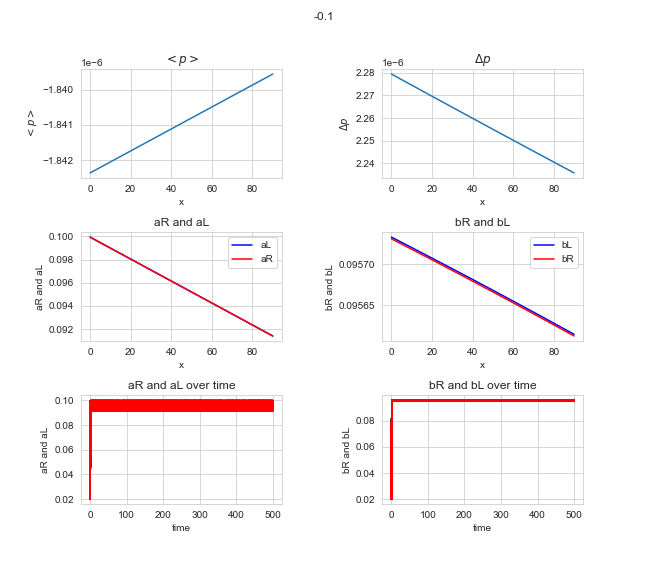 -0.1
< p >
Δp
1e−6
1e−6
−1.840
−1.841
−1.842
< p >
0 20 40 60 80
x
2.28
2.27
2.26
2.25
2.24
Δp
0 20 40 60 80
x
aR and aL
bR and bL
0.100
0.098
0.096
0.094
0.092
aR and aL
aL
aR
0 20 40 60 80
x
0.09570
0.09565
bR and bL
bL
bR
0 20 40 60 80
x
aR and aL over time
bR and bL over time
0.10
0.08
0.06
0.04
0.02
aR and aL
0 100 200 300 400 500
time
0.08
0.06
0.04
0.02
bR and bL
0 100 200 300 400 500
time